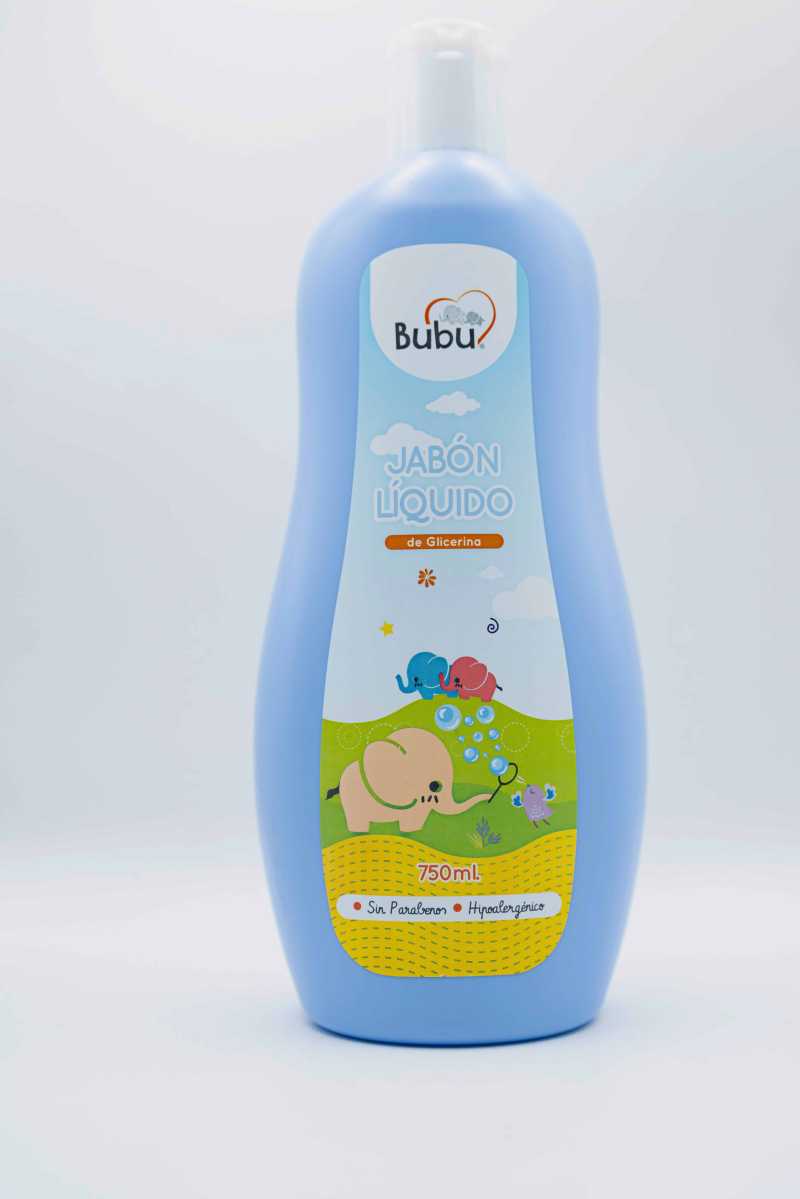 Bubu
JABÓN
LÍQUIDO
de Glicerina
750ml.
• Sin Parabenos • Hipoalergénico